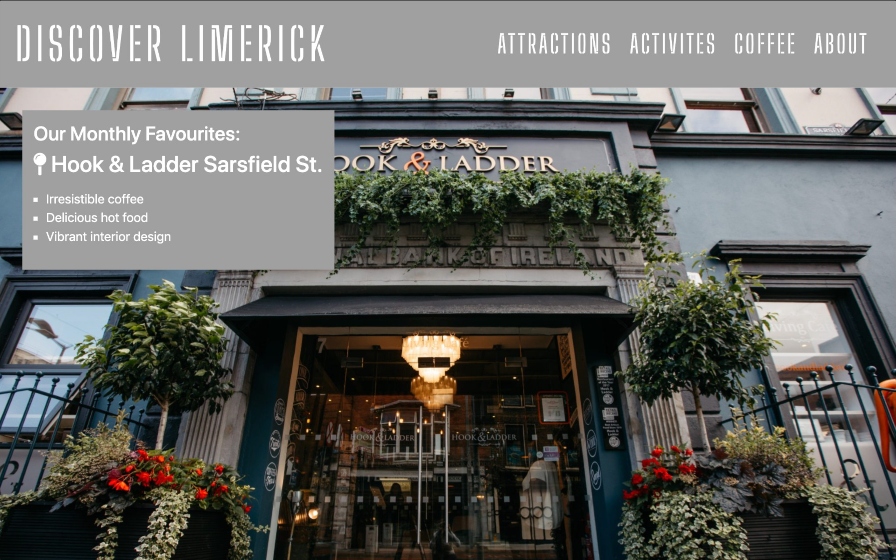 DISCOVER LIMERICK
ATTRACTIONS ACTIVITES COFFEE ABOUT
Our Monthly Favourites:
Hook & Ladder Sarsfield St.
Irresistible coffee
Delicious hot food
Vibrant interior design
OOK & LADDER
AL BANK OF IRELAND
HOOK & LADDER HOOK & LADDER